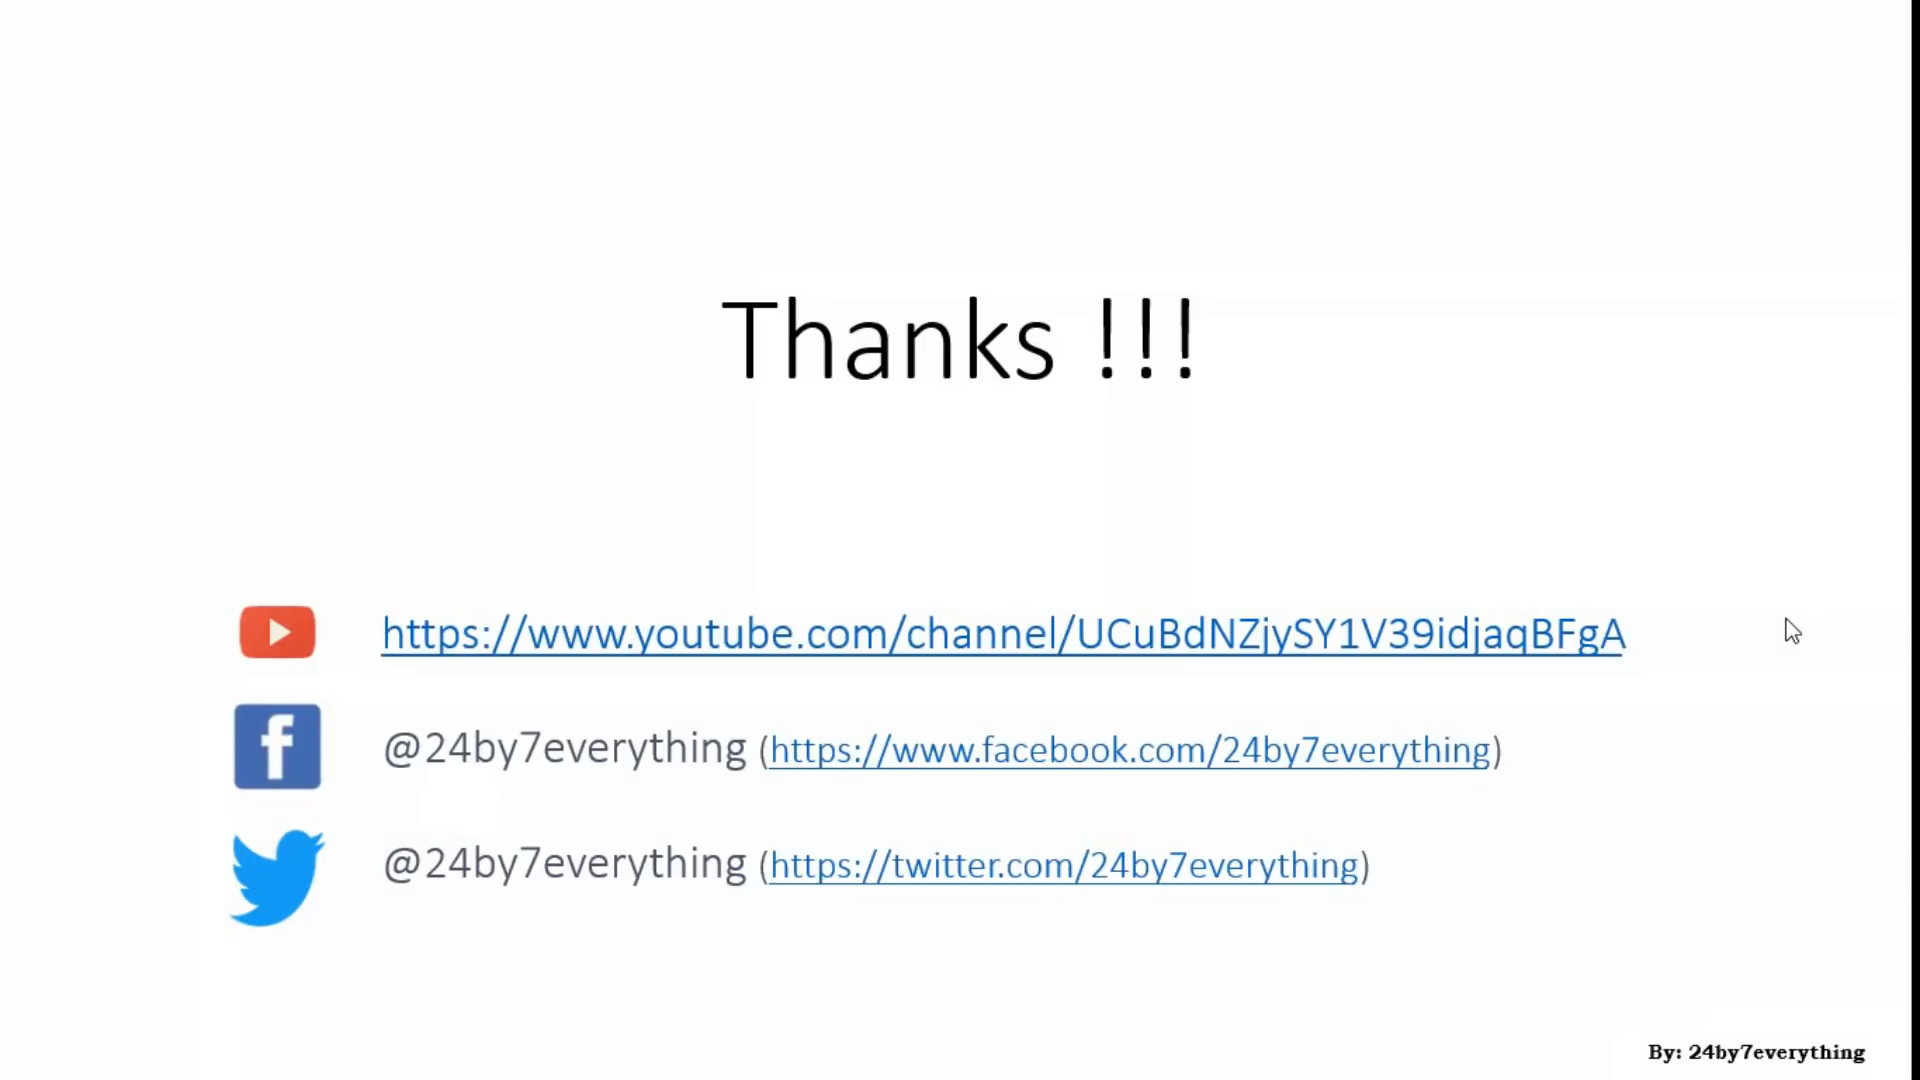 Thanks !!!
https://www.youtube.com/channel/UCuBdNZjySY1V39idjaqBFgA
@24by7everything (https://www.facebook.com/24by7everything)
@24by7everything (https://twitter.com/24by7everything)
By: 24by7everything